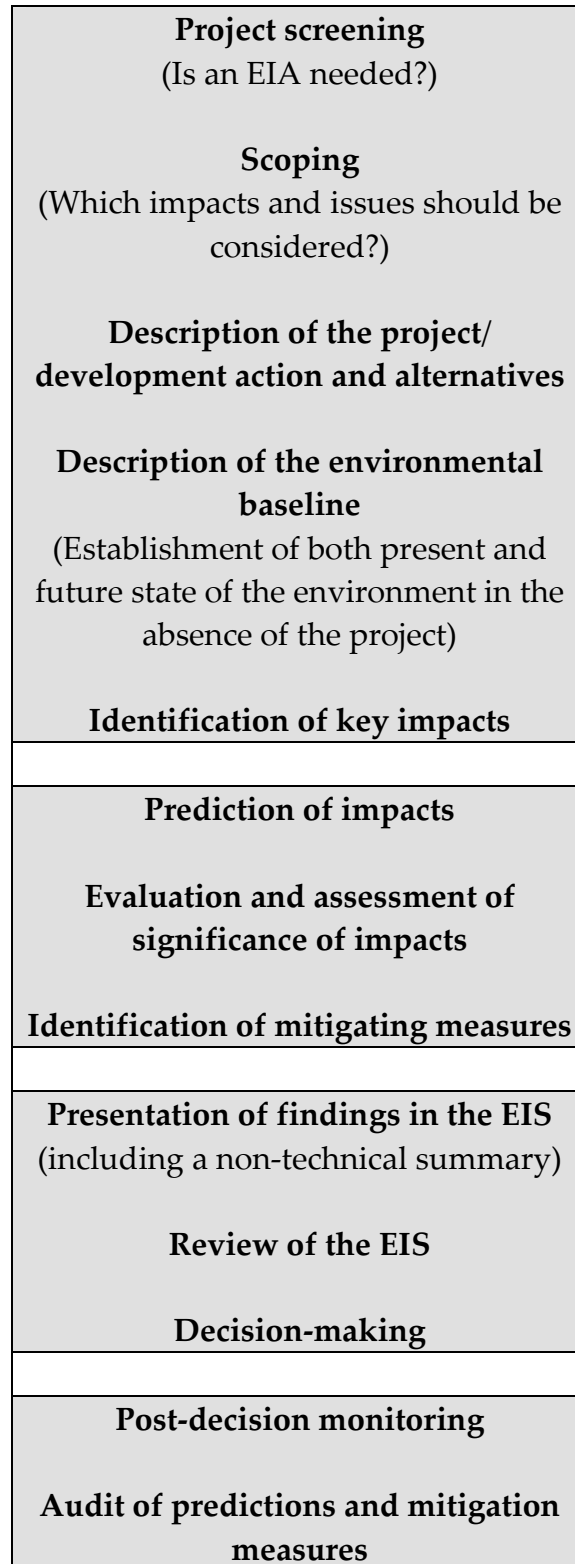 Project screening
(Is an EIA needed?)
Scoping
(Which impacts and issues should be
considered?)
Description of the project/
development action and alternatives
Description of the environmental
baseline
(Establishment of both present and
future state of the environment in the
absence of the project)
Identification of key impacts
Prediction of impacts
Evaluation and assessment of
significance of impacts
Identification of mitigating measures
Presentation of findings in the EIS
(including a non-technical summary)
Review of the EIS
Decision-making
Post-decision monitoring
Audit of predictions and mitigation
measures